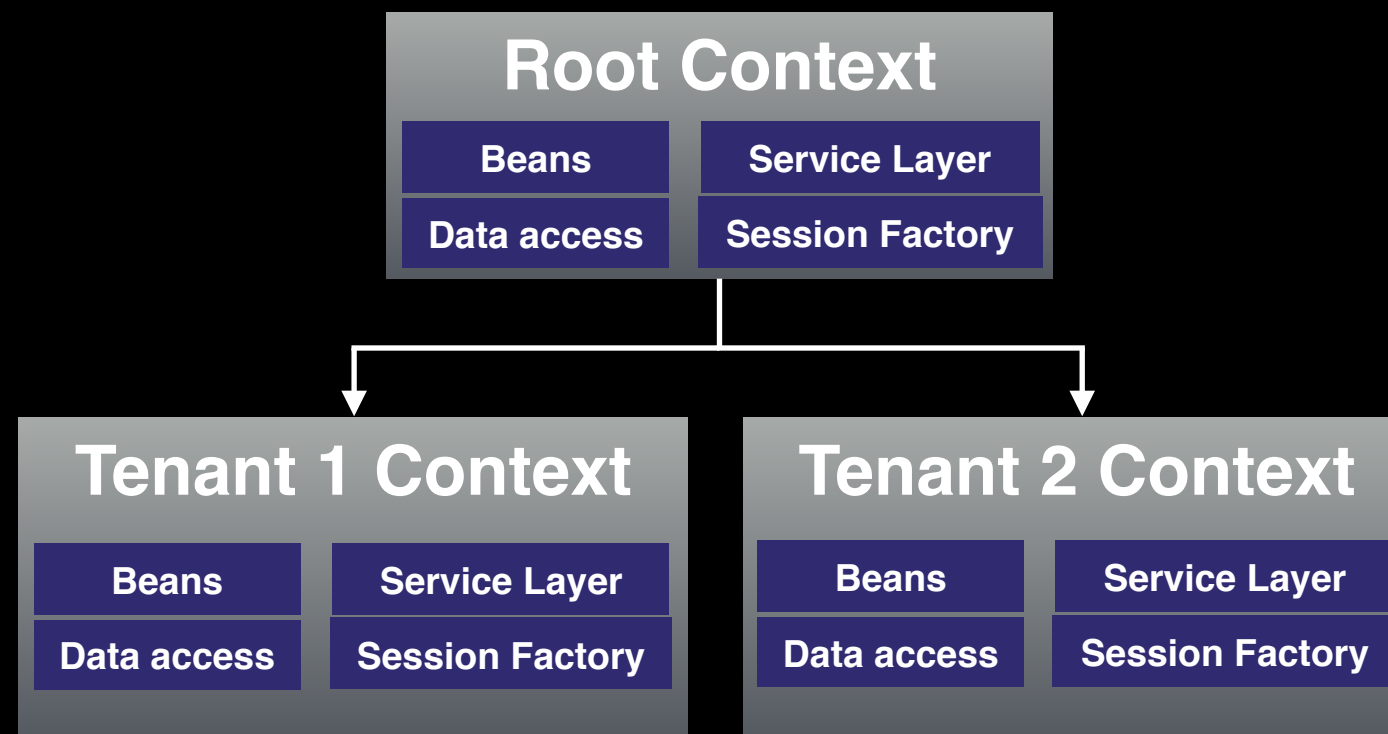 Root Context
Beans
Service Layer
Data access
Session Factory
Tenant 1 Context
Beans
Service Layer
Data access
Session Factory
Tenant 2 Context
Beans
Service Layer
Data access
Session Factory